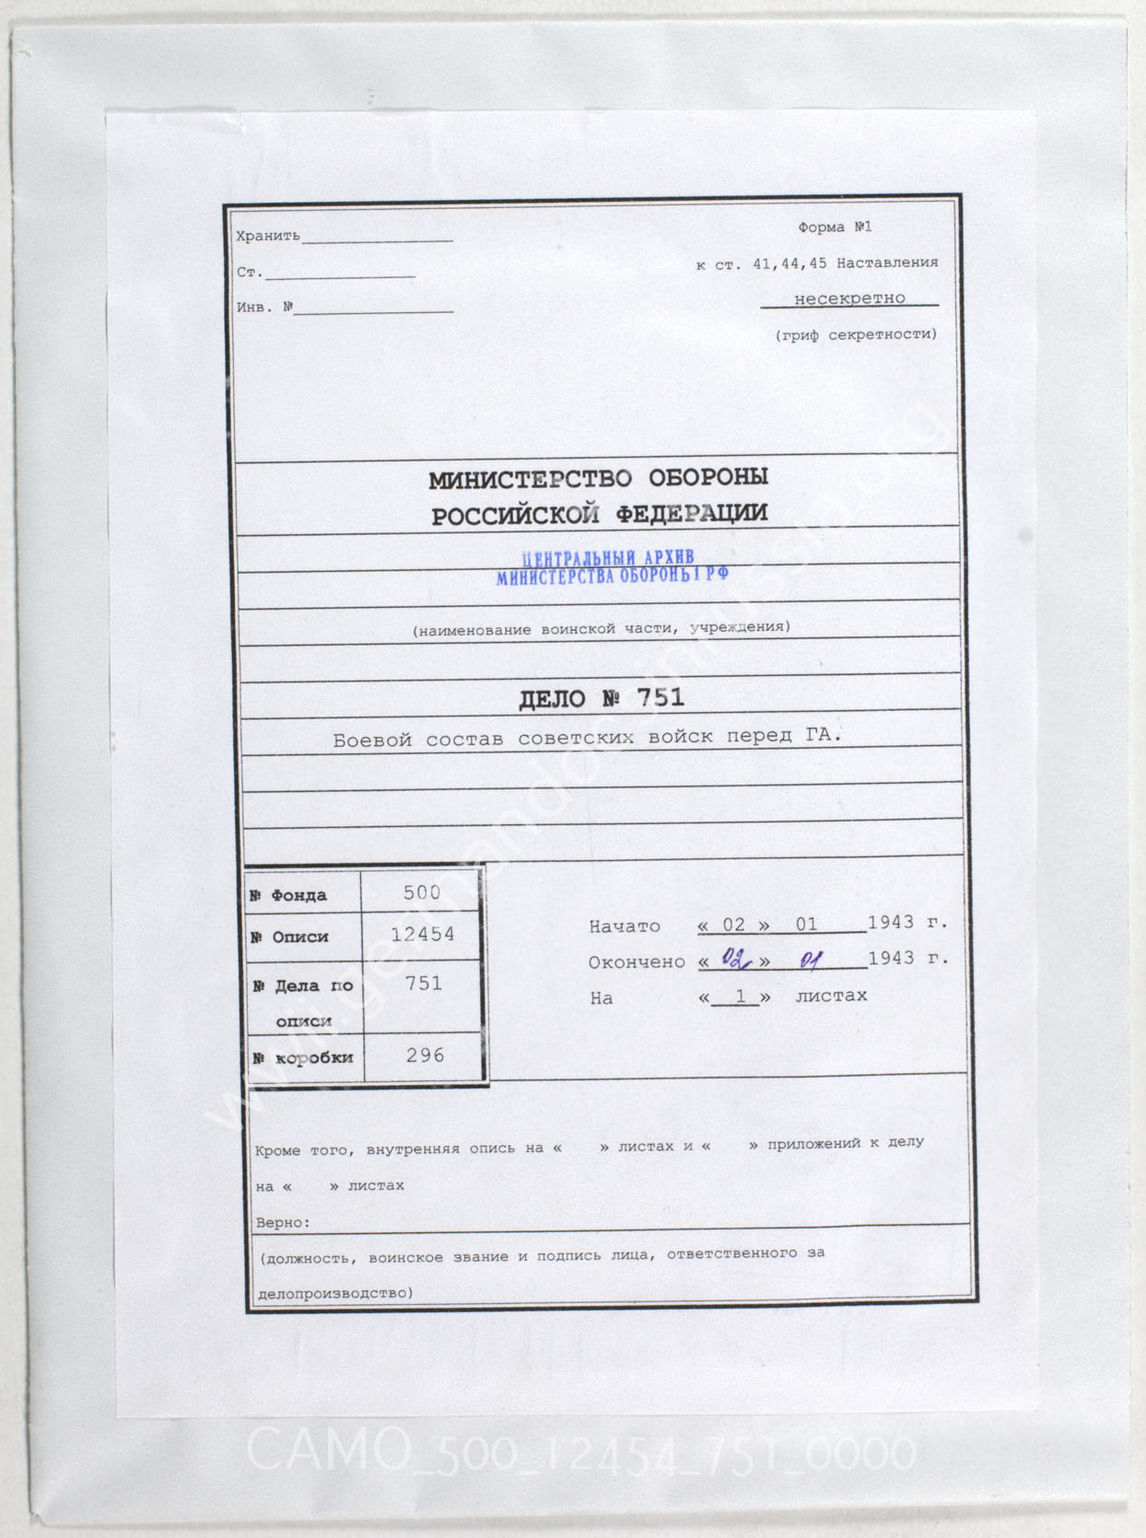 Хранить
Форма №1
Ст.
к ст. 41,44,45 Наставления
Инв. №
несекретно
(гриф секретности)
МИНИСТЕРСТВО ОБОРОНЫ
РОССИЙСКОЙ ФЕДЕРАЦИИ
ЦЕНТРАЛЬНЫЙ АРХИВ
МИНИСТЕРСТВА ОБОРОНЫ РФ
(наименование воинской части, учреждения)
ДЕЛО № 751
Боевой состав советских войск перед ГА.
№ Фонда 500
№ Описи 12454
№ Дела по 751
описи
№ коробки 296
Начато « 02 » 01 1943 г.
Окончено « 02 » 01 1943 г.
На « 1 » листах
Кроме того, внутренняя опись на « » листах и « » приложений к делу
на « » листах
Верно:
(должность, воинское звание и подпись лица, ответственного за
делопроизводство)
CAMO_500_12454_751_0000